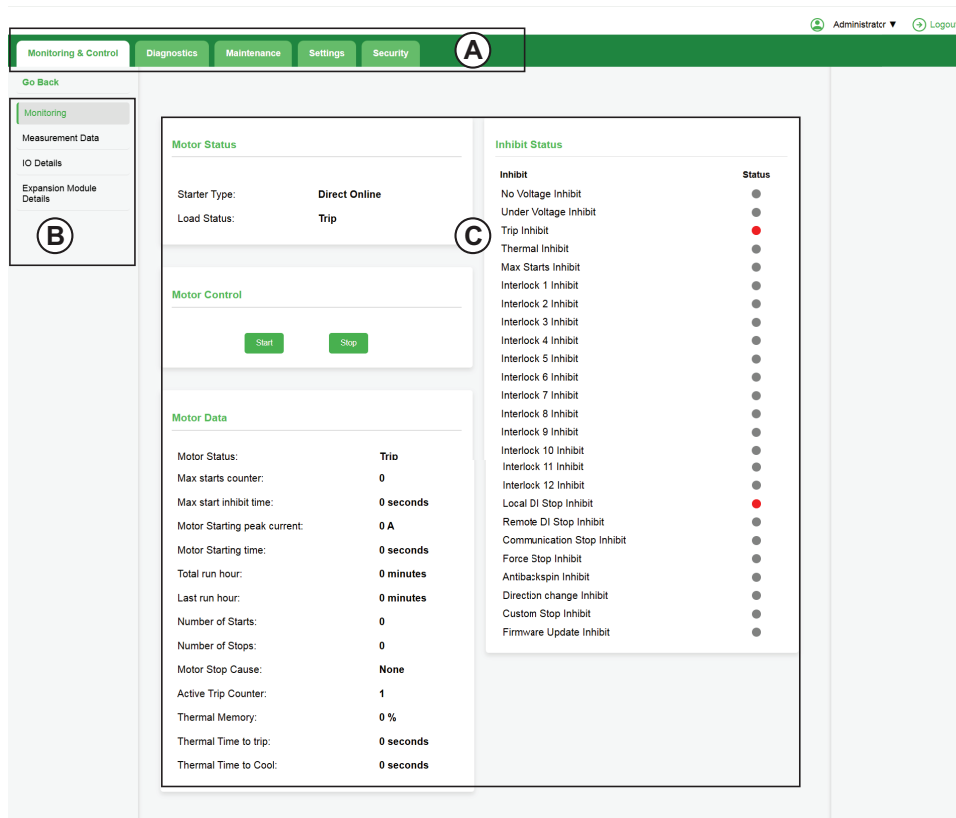 Administrator ▼ Logout
Monitoring & Control Diagnostics Maintenance Settings Security A
Go Back
Monitoring
Measurement Data
IO Details
Expansion Module
Details
B
Motor Status
Starter Type: Direct Online
Load Status: Trip
Motor Control
Start Stop
Motor Data
Motor Status: Trip
Max starts counter: 0
Max start inhibit time: 0 seconds
Motor Starting peak current: 0 A
Motor Starting time: 0 seconds
Total run hour: 0 minutes
Last run hour: 0 minutes
Number of Starts: 0
Number of Stops: 0
Motor Stop Cause: None
Active Trip Counter: 1
Thermal Memory: 0 %
Thermal Time to trip: 0 seconds
Thermal Time to Cool: 0 seconds
C
Inhibit Status
Inhibit Status
No Voltage Inhibit
Under Voltage Inhibit
Trip Inhibit
Thermal Inhibit
Max Starts Inhibit
Interlock 1 Inhibit
Interlock 2 Inhibit
Interlock 3 Inhibit
Interlock 4 Inhibit
Interlock 5 Inhibit
Interlock 6 Inhibit
Interlock 7 Inhibit
Interlock 8 Inhibit
Interlock 9 Inhibit
Interlock 10 Inhibit
Interlock 11 Inhibit
Interlock 12 Inhibit
Local DI Stop Inhibit
Remote DI Stop Inhibit
Communication Stop Inhibit
Force Stop Inhibit
Antibackspin Inhibit
Direction change Inhibit
Custom Stop Inhibit
Firmware Update Inhibit